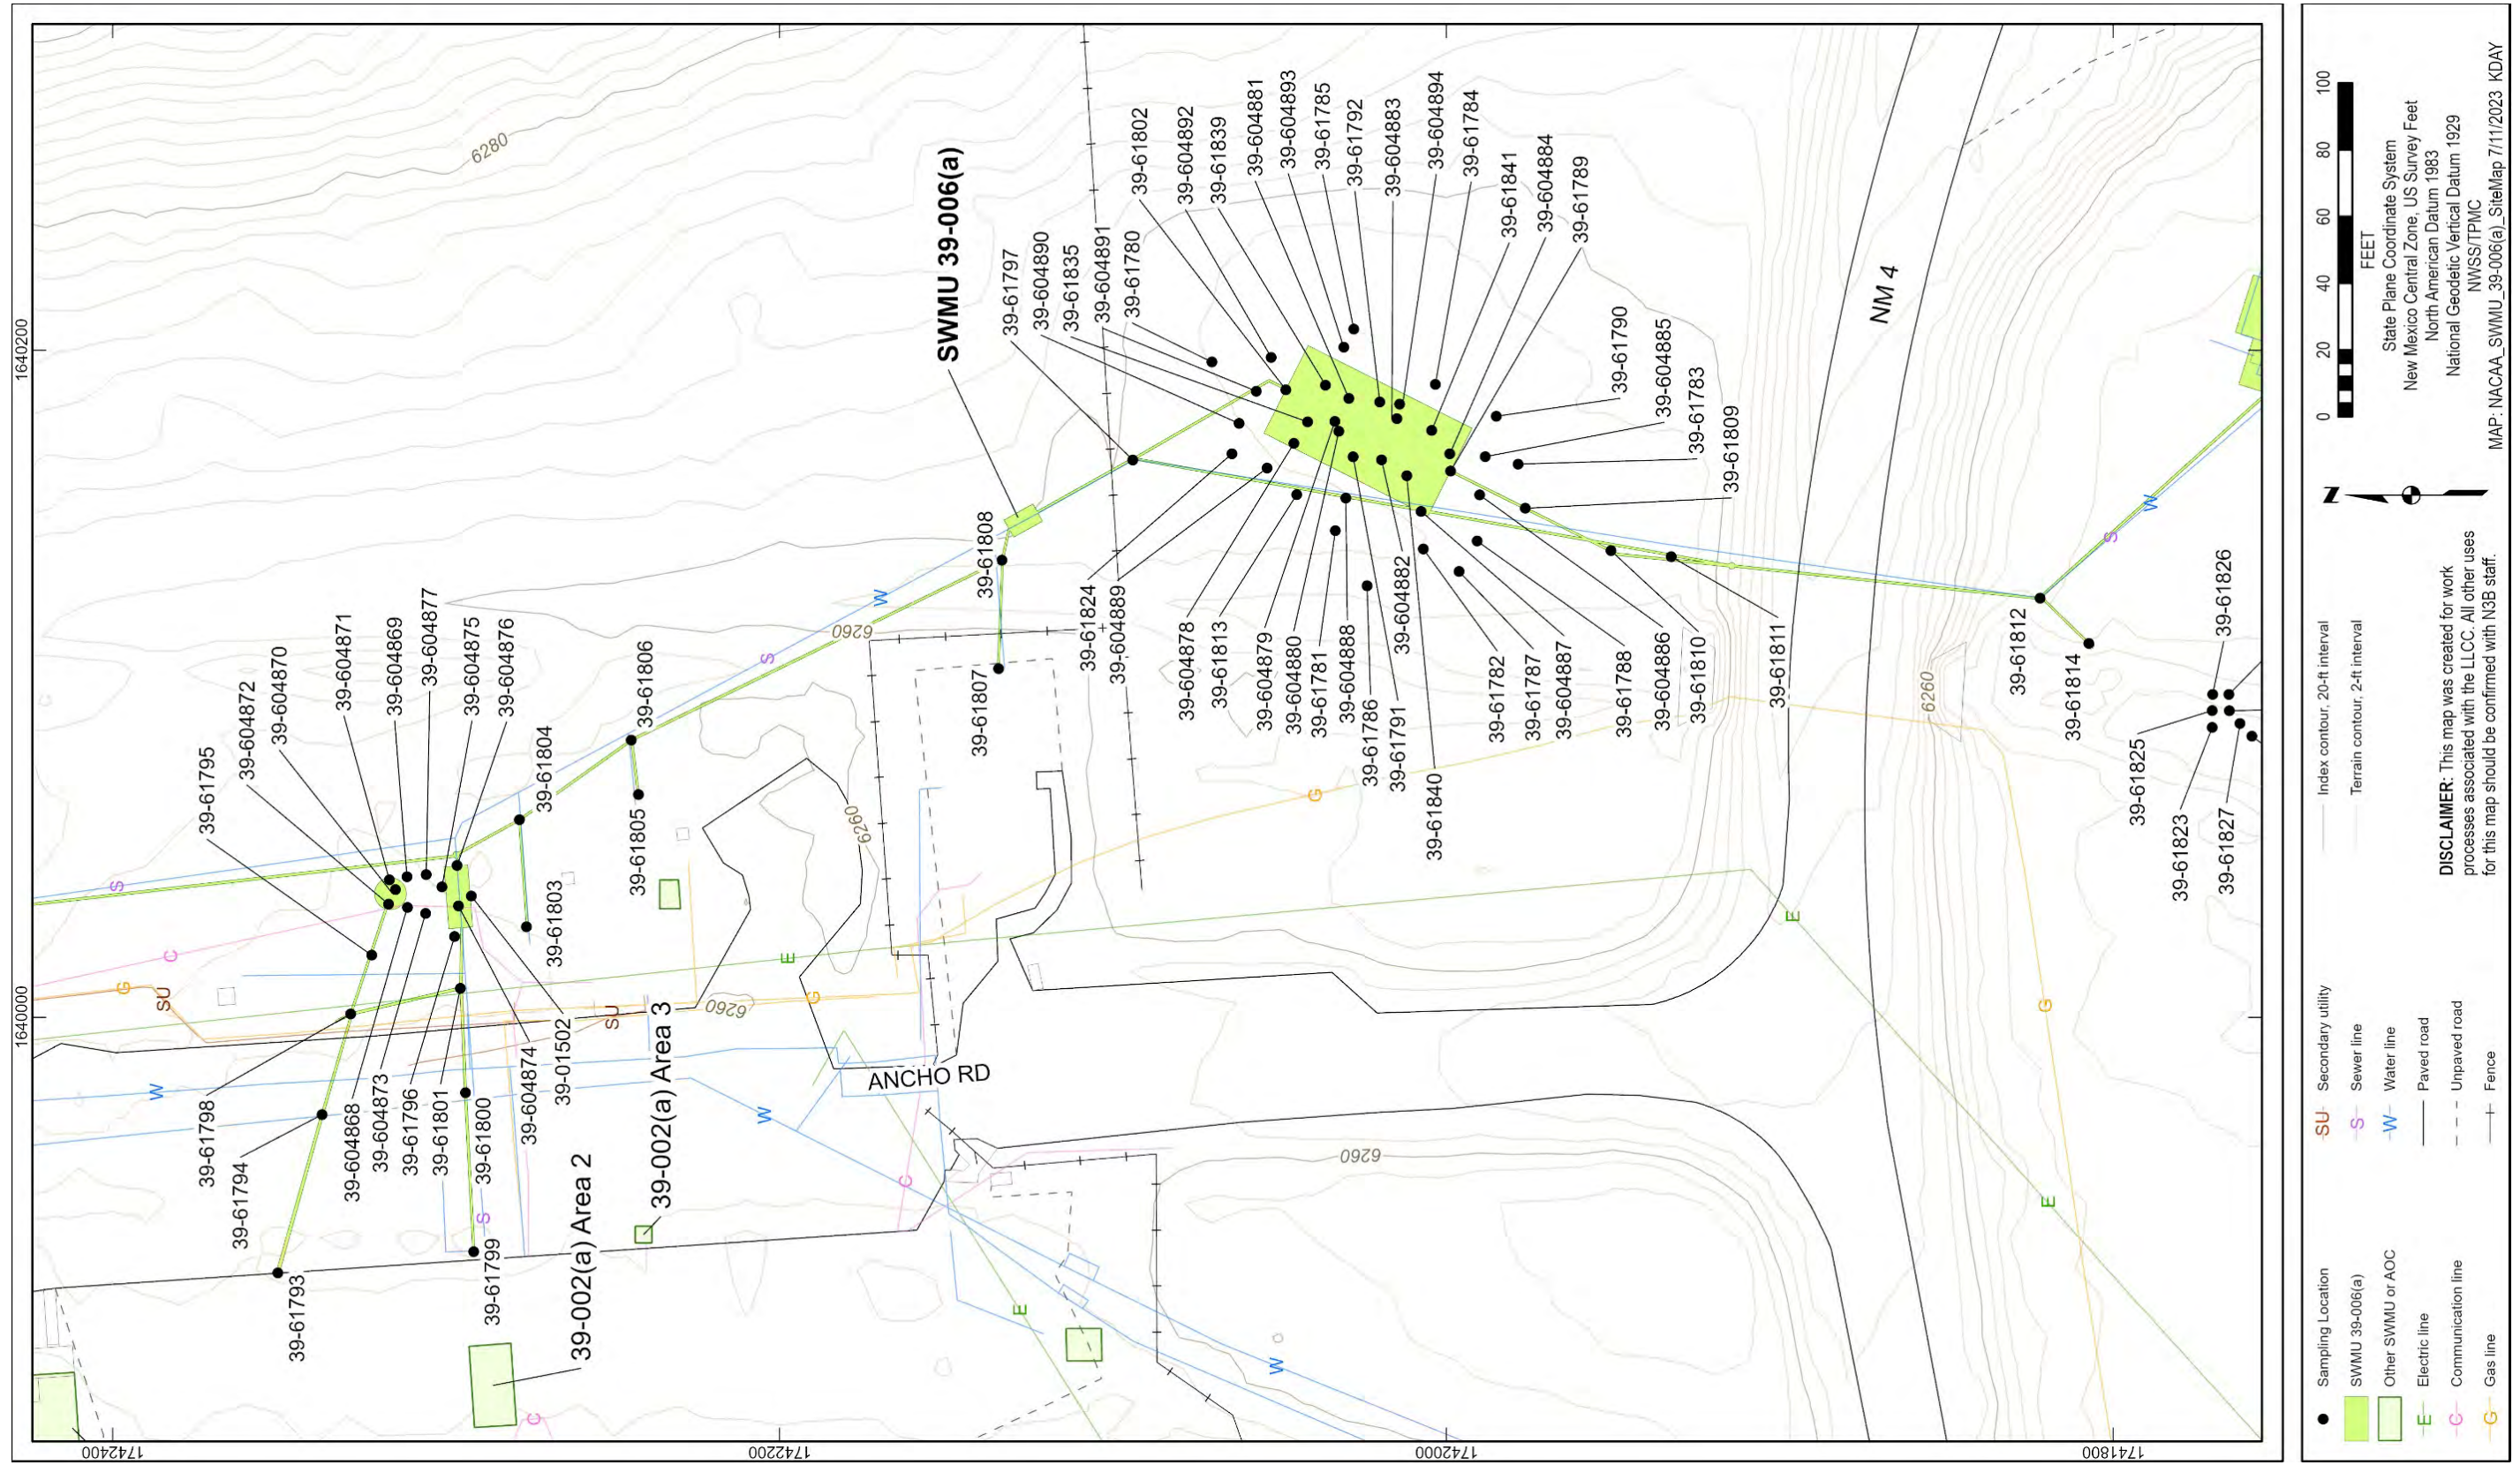 1640200
1640000
1742400
1742200
1742000
1741800
6280
6260
6260
6260
6260
6260
SWMU 39-006(a)
NM 4
ANCHO RD
39-002(a) Area 2
39-002(a) Area 3
39-61795
39-604872
39-604870
39-604871
39-604869
39-604877
39-604875
39-604876
39-61804
39-61806
39-61805
39-61803
39-61798
39-61794
39-61793
39-604868
39-604873
39-61796
39-61801
39-61800
39-61799
39-604874
39-01502
39-61808
39-61807
39-61797
39-604890
39-61835
39-604891
39-61780
39-61802
39-604892
39-61839
39-604881
39-604893
39-61785
39-61792
39-604883
39-604894
39-61784
39-61841
39-604884
39-61789
39-61790
39-604885
39-61783
39-61809
39-61824
39-604889
39-604878
39-61813
39-604879
39-604880
39-61781
39-604888
39-61786
39-61791
39-604882
39-61840
39-61782
39-61787
39-604887
39-61788
39-604886
39-61810
39-61811
39-61812
39-61814
39-61826
39-61825
39-61823
39-61827
S
S
S
S
W
W
W
W
W
C
C
C
G
G
G
G
SU
SU
E
E
E
E
Sampling Location
SWMU 39-006(a)
Other SWMU or AOC
E Electric line
C Communication line
G Gas line
SU Secondary utility
S Sewer line
W Water line
Paved road
Unpaved road
Fence
Index contour, 20-ft interval
Terrain contour, 2-ft interval
DISCLAIMER: This map was created for work
processes associated with the LLCC. All other uses
for this map should be confirmed with N3B staff.
N
0 20 40 60 80 100
FEET
State Plane Coordinate System
New Mexico Central Zone, US Survey Feet
North American Datum 1983
National Geodetic Vertical Datum 1929
NWSS/TPMC
MAP: NACAA_SWMU_39-006(a)_SiteMap 7/11/2023 KDAY